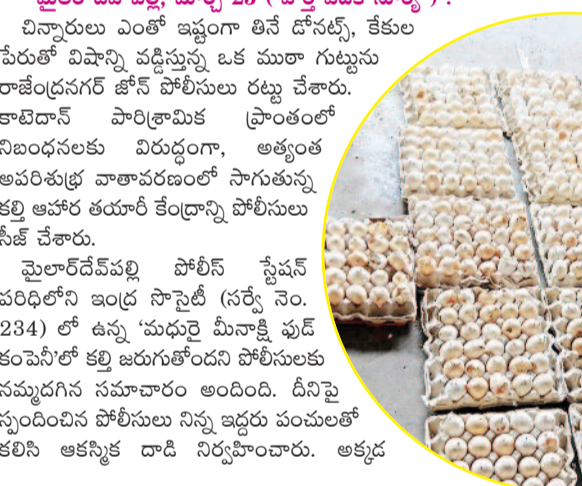 చిన్నారులు ఎంతో ఇష్టంగా తినే డోనట్స్, కేకుల
పేరుతో విషాన్ని వడ్డిస్తున్న ఒక ముఠా గుట్టును
రాజేంద్రనగర్ జోన్ పోలీసులు రట్టు చేశారు.
కాటెదాన్ పారిశ్రామిక ప్రాంతంలో
నిబంధనలకు విరుద్ధంగా, అత్యంత
అపరిశుభ్ర వాతావరణంలో సాగుతున్న
కల్తీ ఆహార తయారీ కేంద్రాన్ని పోలీసులు
సీజ్ చేశారు.
మైలార్‌దేవ్‌పల్లి పోలీస్ స్టేషన్
పరిధిలోని ఇంద్ర సొసైటీ (సర్వే నెం.
234) లో ఉన్న 'మధురై మీనాక్షి ఫుడ్
కంపెనీ'లో కల్తీ జరుగుతోందని పోలీసులకు
నమ్మదగిన సమాచారం అందింది. దీనిపై
స్పందించిన పోలీసులు నిన్న ఇద్దరు పంచులతో
కలిసి ఆకస్మిక దాడి నిర్వహించారు. అక్కడ